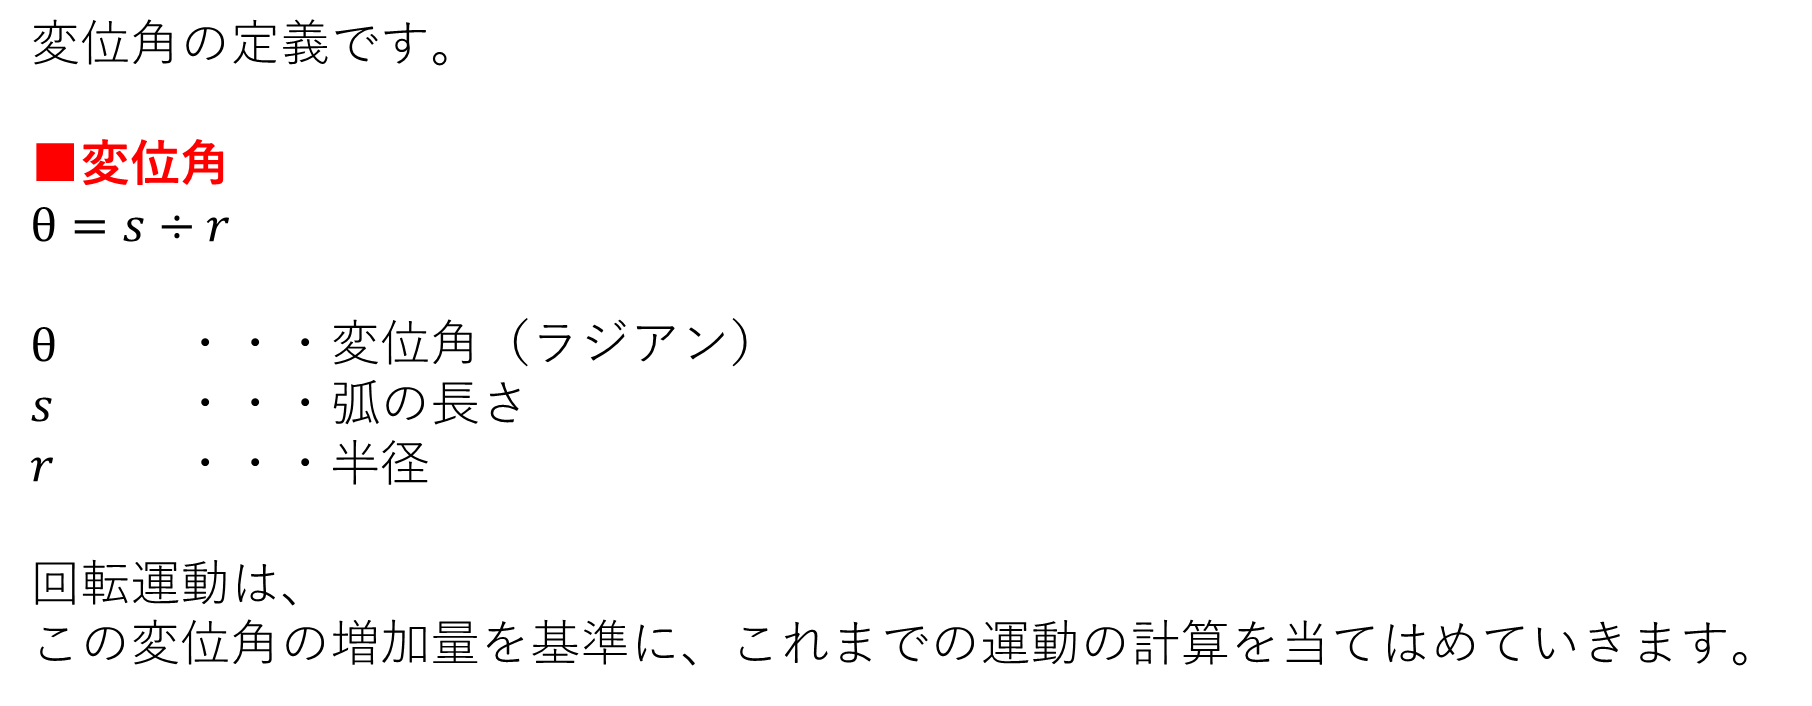 変位角の定義です。
■変位角
θ = s ÷ r
θ ・・・変位角（ラジアン）
s ・・・弧の長さ
r ・・・半径
回転運動は、
この変位角の増加量を基準に、これまでの運動の計算を当てはめていきます。